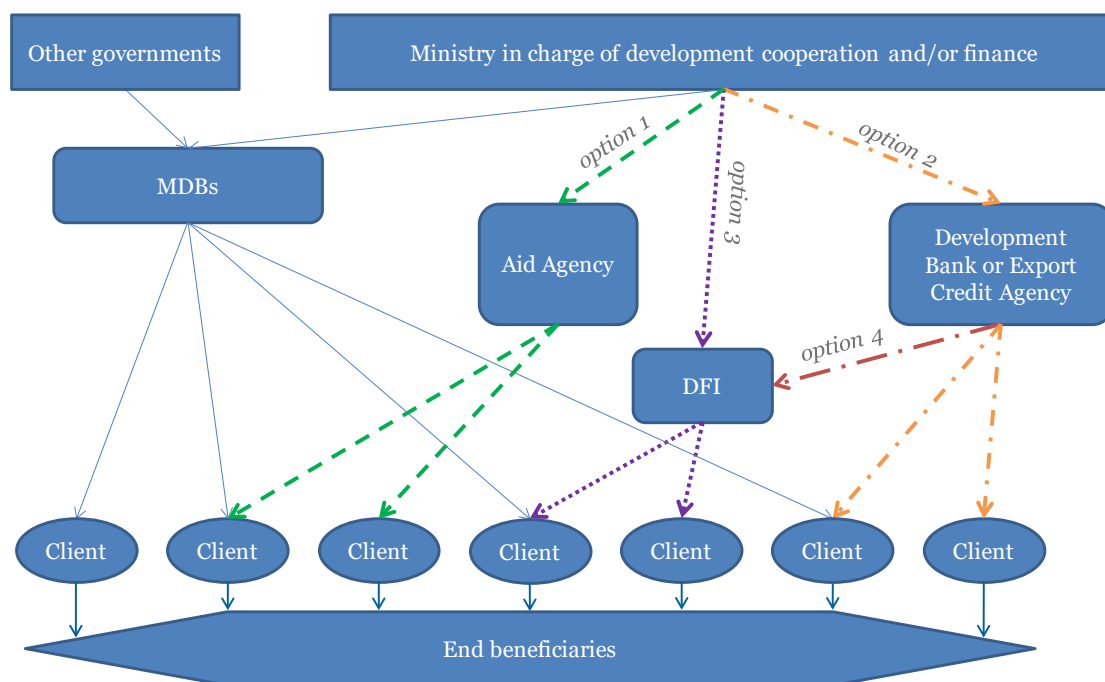 Other governments
Ministry in charge of development cooperation and/or finance
option 1
option 2
option 3
MDBs
Aid Agency
Development
Bank or Export
Credit Agency
option 4
DFI
Client
Client
Client
Client
Client
Client
Client
End beneficiaries